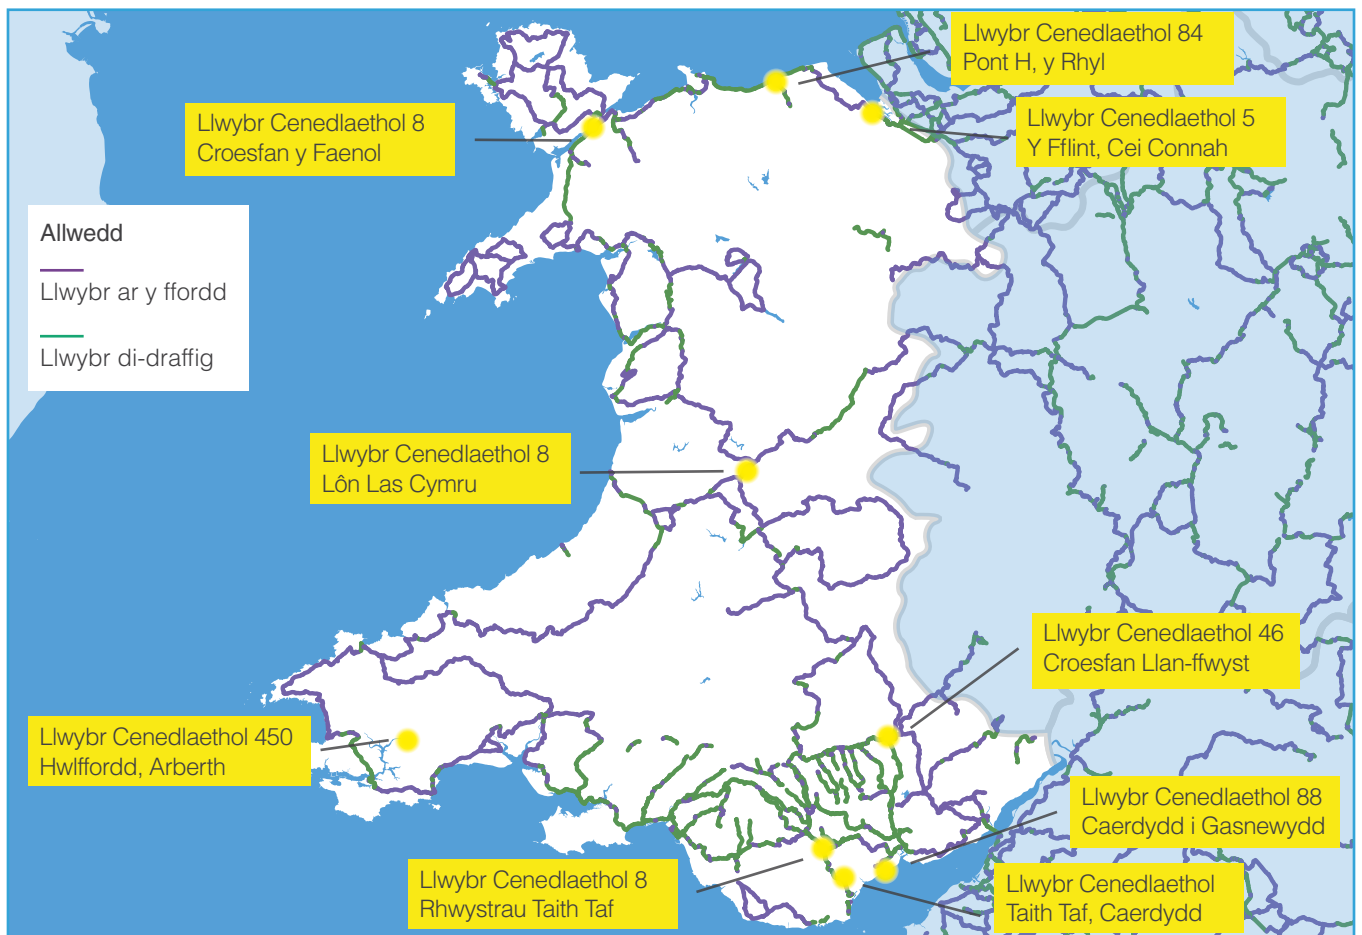 Llwybr Cenedlaethol 84
Pont H, y Rhyl
Llwybr Cenedlaethol 8
Croesfan y Faenol
Llwybr Cenedlaethol 5
Y Fflint, Cei Connah
Allwedd
Llwybr ar y ffordd
Llwybr di-draffig
Llwybr Cenedlaethol 8
Lôn Las Cymru
Llwybr Cenedlaethol 46
Croesfan Llan-ffwyst
Llwybr Cenedlaethol 450
Hwlffordd, Arberth
Llwybr Cenedlaethol 88
Caerdydd i Gasnewydd
Llwybr Cenedlaethol 8
Rhwystrau Taith Taf
Llwybr Cenedlaethol
Taith Taf, Caerdydd